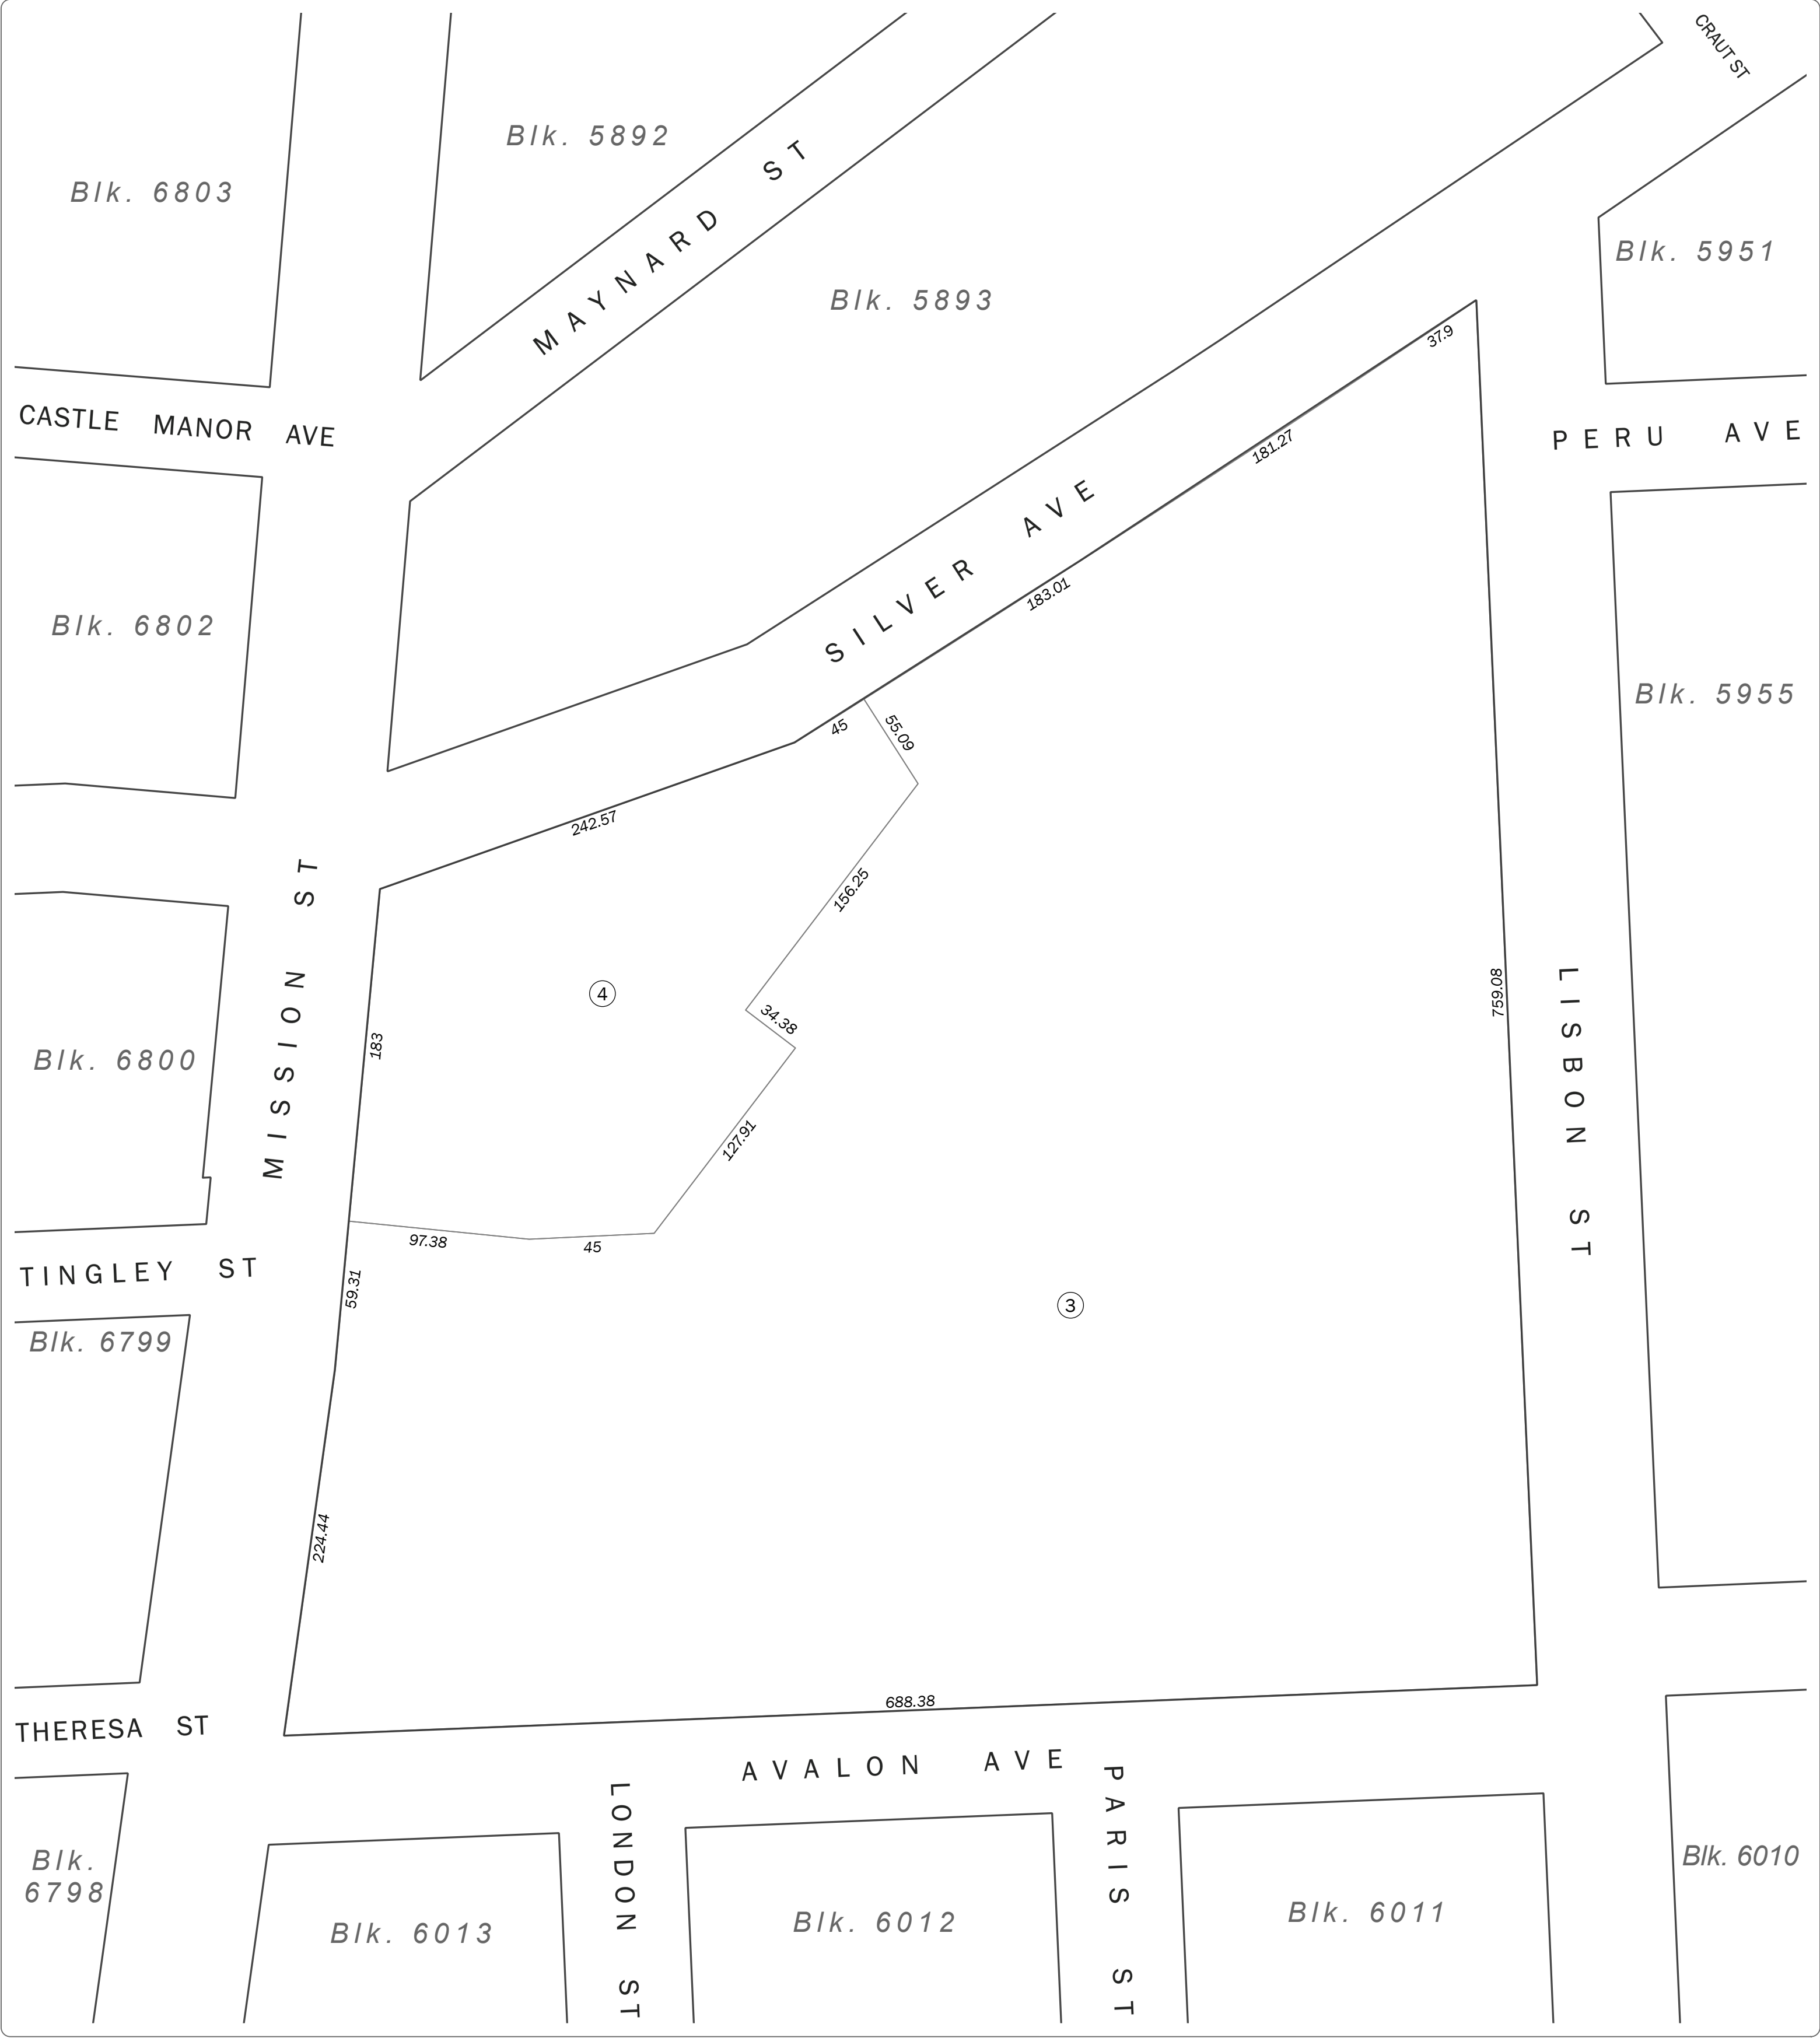 CRAUT ST
Blk. 5892
Blk. 6803
MAYNARD ST
Blk. 5951
Blk. 5893
37.9
CASTLE MANOR AVE
PERU AVE
181.27
SILVER AVE
183.01
Blk. 6802
Blk. 5955
45
55.09
242.57
156.25
MISSION ST
4
759.08
LISBON ST
34.38
183
Blk. 6800
127.91
97.38
45
TINGLEY ST
59.31
3
Blk. 6799
224.44
688.38
THERESA ST
AVALON AVE
LONDON ST
PARIS ST
Blk.
6798
Blk. 6013
Blk. 6012
Blk. 6011
Blk. 6010